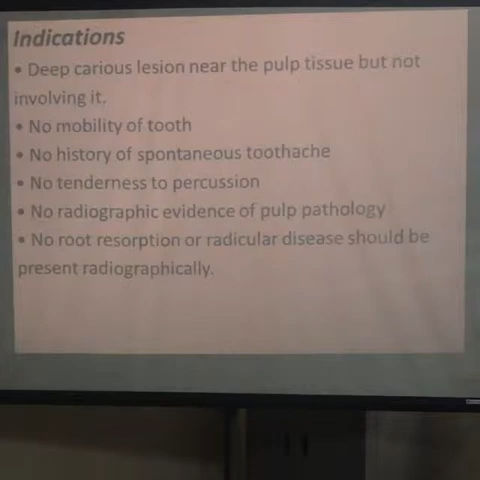 Indications
• Deep carious lesion near the pulp tissue but not
involving it.
• No mobility of tooth
• No history of spontaneous toothache
• No tenderness to percussion
• No radiographic evidence of pulp pathology
• No root resorption or radicular disease should be
present radiographically.